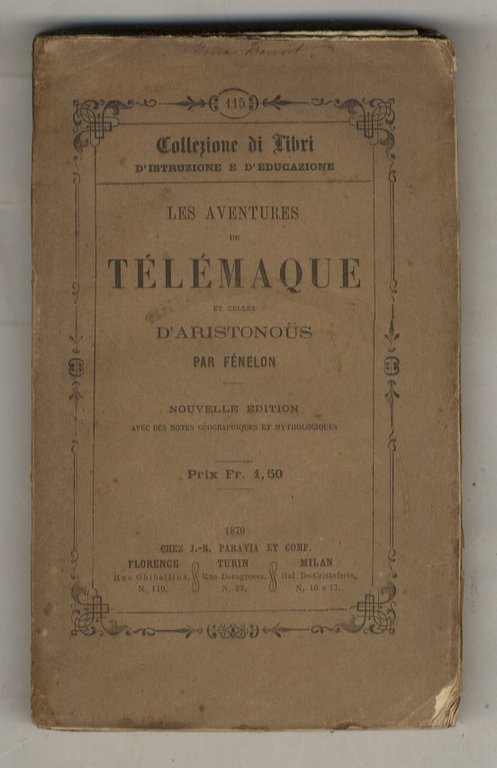 115
Collezione di Libri
D'ISTRUZIONE E D'EDUCAZIONE
LES AVENTURES
DE
TÉLÉMAQUE
ET CELLES
D'ARISTONOÜS
PAR FÉNELON
NOUVELLE ÉDITION
AVEC DES NOTES GÉOGRAPHIQUES ET MYTHOLOGIQUES
Prix Fr. 1,50
1870
CHEZ J.-B. PARAVIA ET COMP.
FLORENCE TURIN MILAN
Rue Ghibellina, Rue Doragrossa, Gal. De-Cristoforis,
N. 110. N. 23. N. 16 e 17.